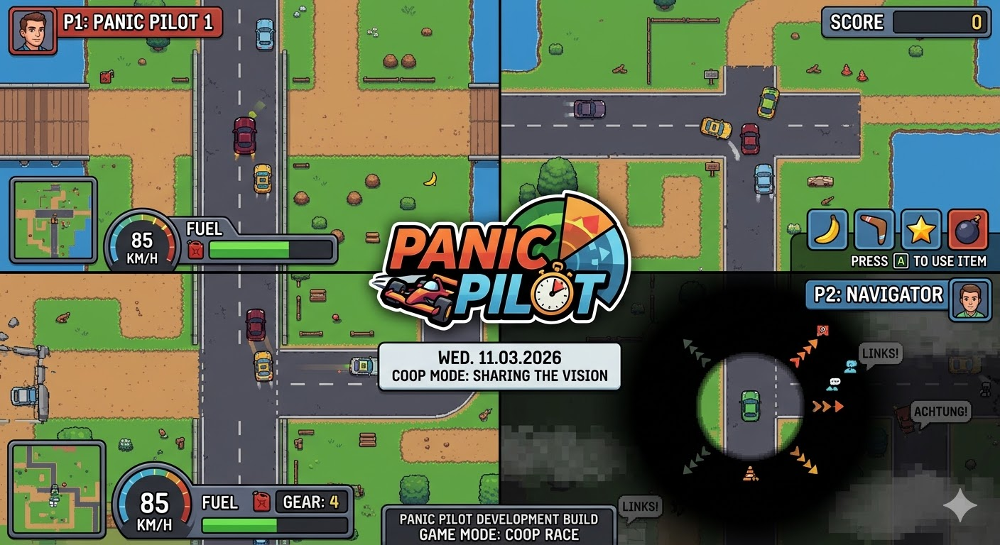 P1: PANIC PILOT 1
SCORE 0
85
KM/H
FUEL
PRESS A TO USE ITEM
PANIC
PILOT
P2: NAVIGATOR
WED. 11.03.2026
COOP MODE: SHARING THE VISION
LINKS!
ACHTUNG!
LINKS!
85
KM/H
FUEL
GEAR: 4
PANIC PILOT DEVELOPMENT BUILD
GAME MODE: COOP RACE